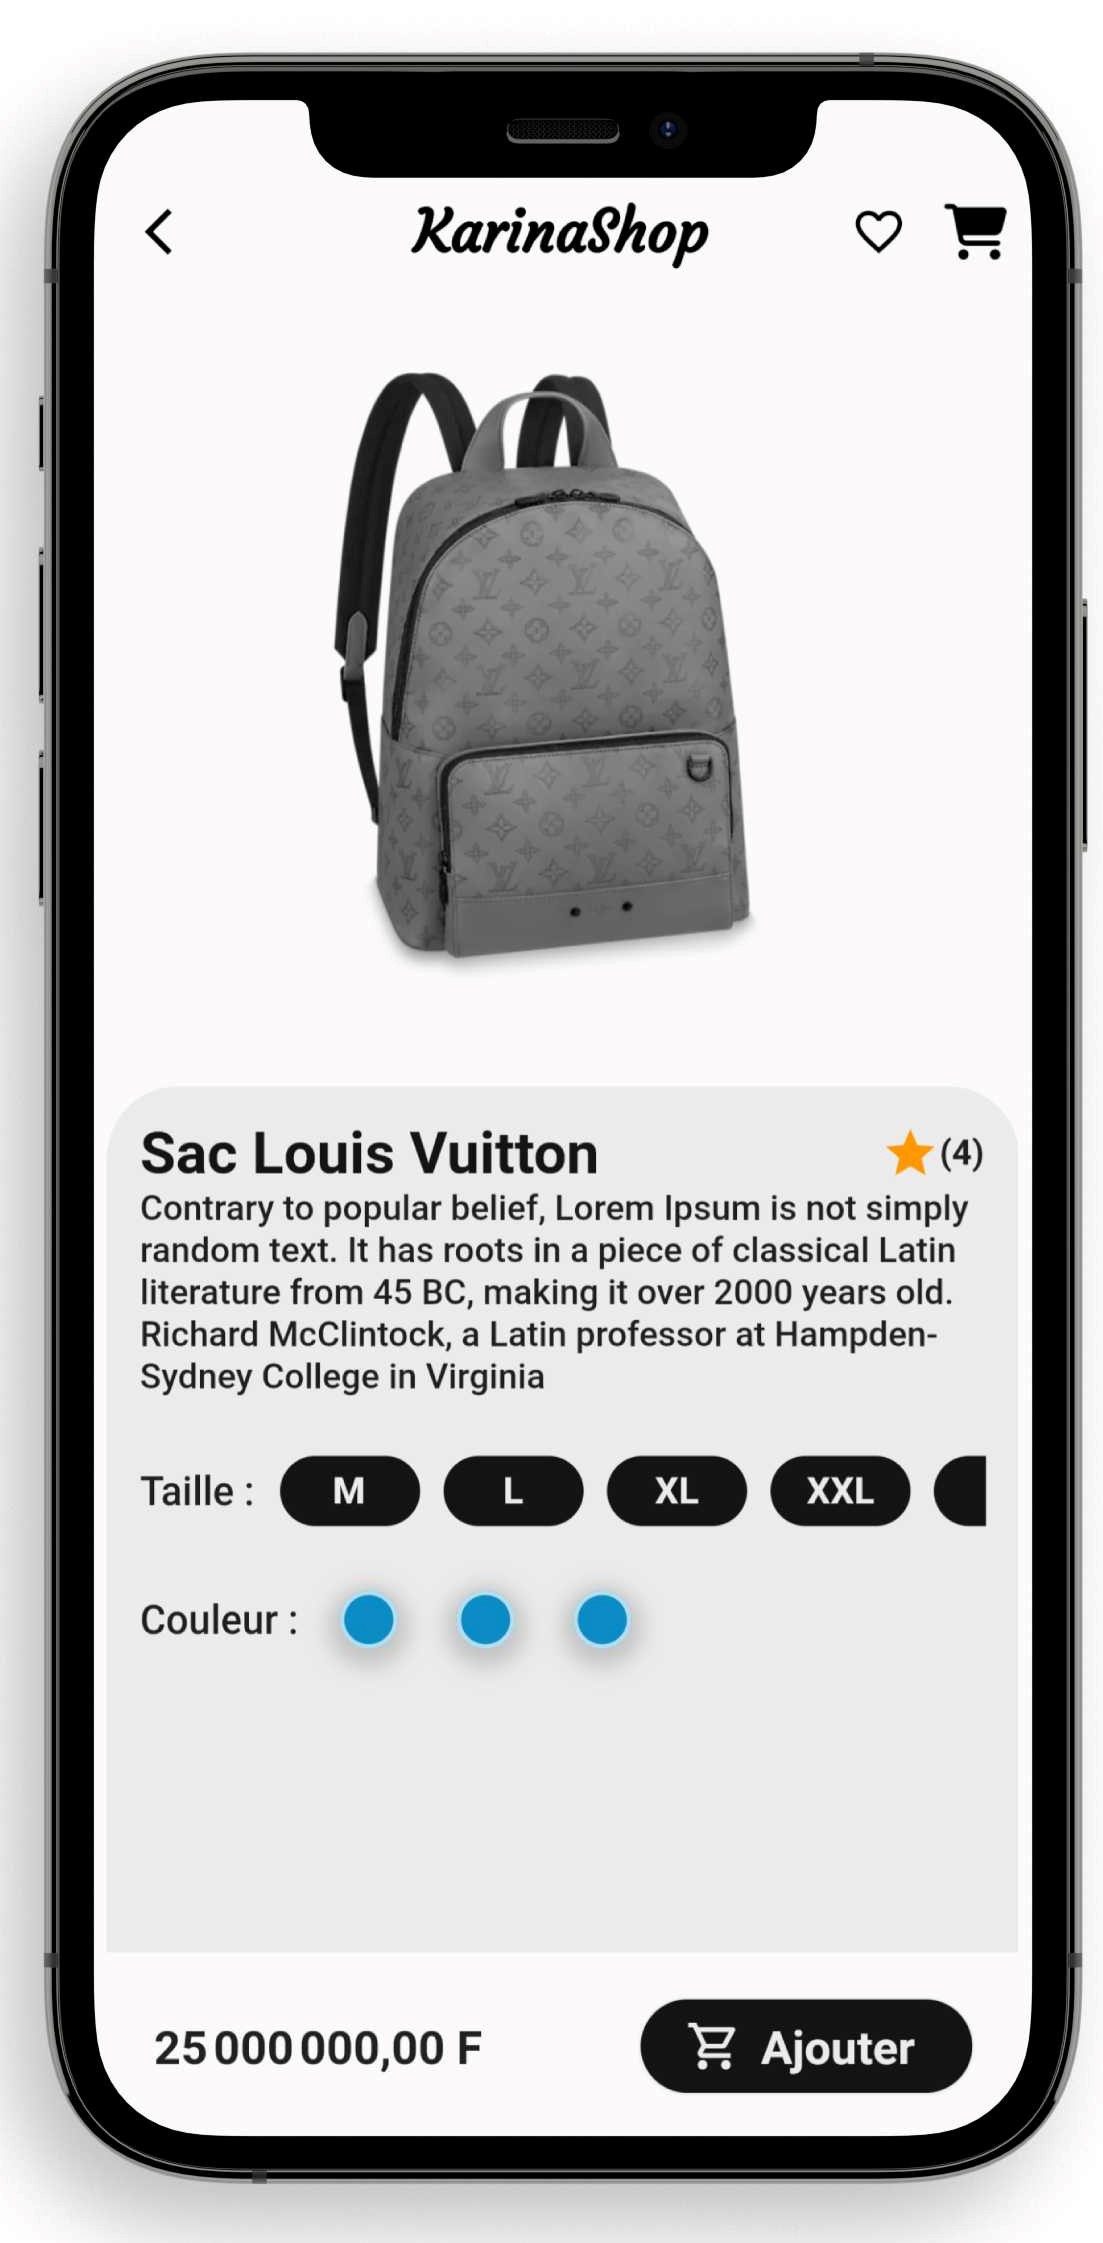 KarinaShop
Sac Louis Vuitton
(4)
Contrary to popular belief, Lorem Ipsum is not simply
random text. It has roots in a piece of classical Latin
literature from 45 BC, making it over 2000 years old.
Richard McClintock, a Latin professor at Hampden-
Sydney College in Virginia
Taille : M L XL XXL
Couleur :
25 000 000,00 F Ajouter